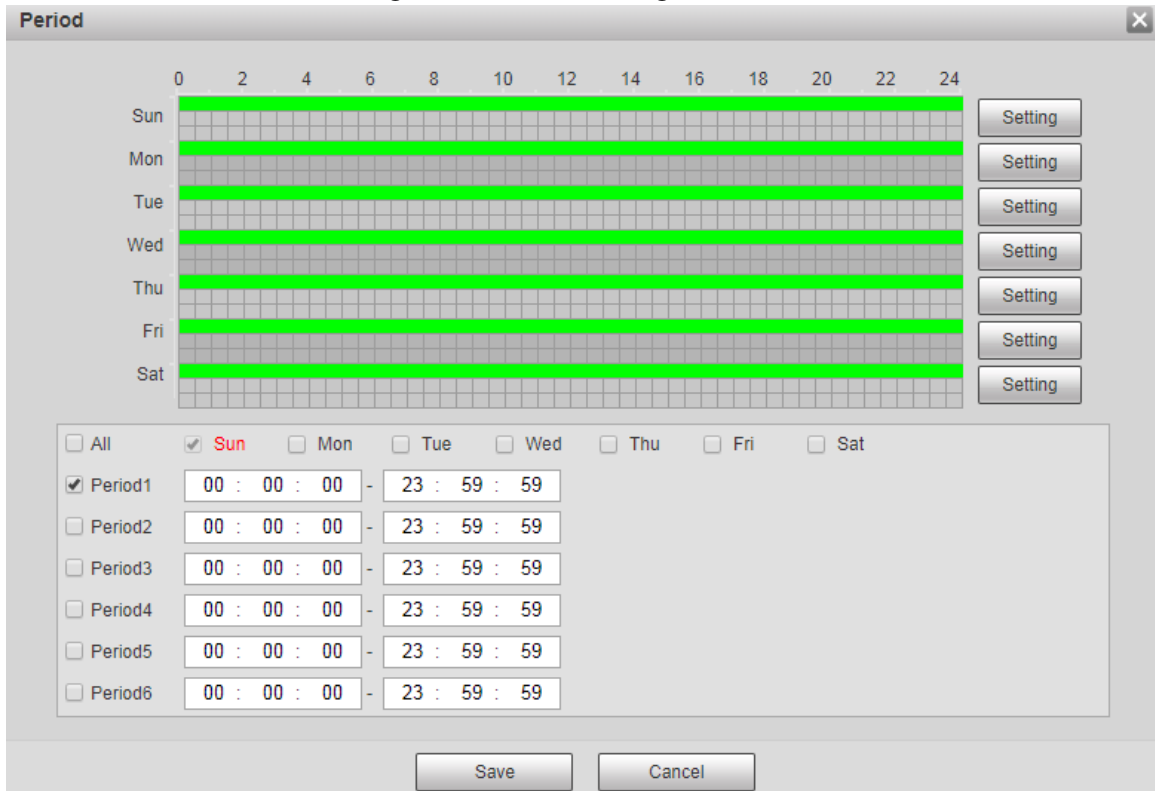 Period
0 2 4 6 8 10 12 14 16 18 20 22 24
Sun Setting
Mon Setting
Tue Setting
Wed Setting
Thu Setting
Fri Setting
Sat Setting
All Sun Mon Tue Wed Thu Fri Sat
Period1 00 : 00 : 00 - 23 : 59 : 59
Period2 00 : 00 : 00 - 23 : 59 : 59
Period3 00 : 00 : 00 - 23 : 59 : 59
Period4 00 : 00 : 00 - 23 : 59 : 59
Period5 00 : 00 : 00 - 23 : 59 : 59
Period6 00 : 00 : 00 - 23 : 59 : 59
Save Cancel